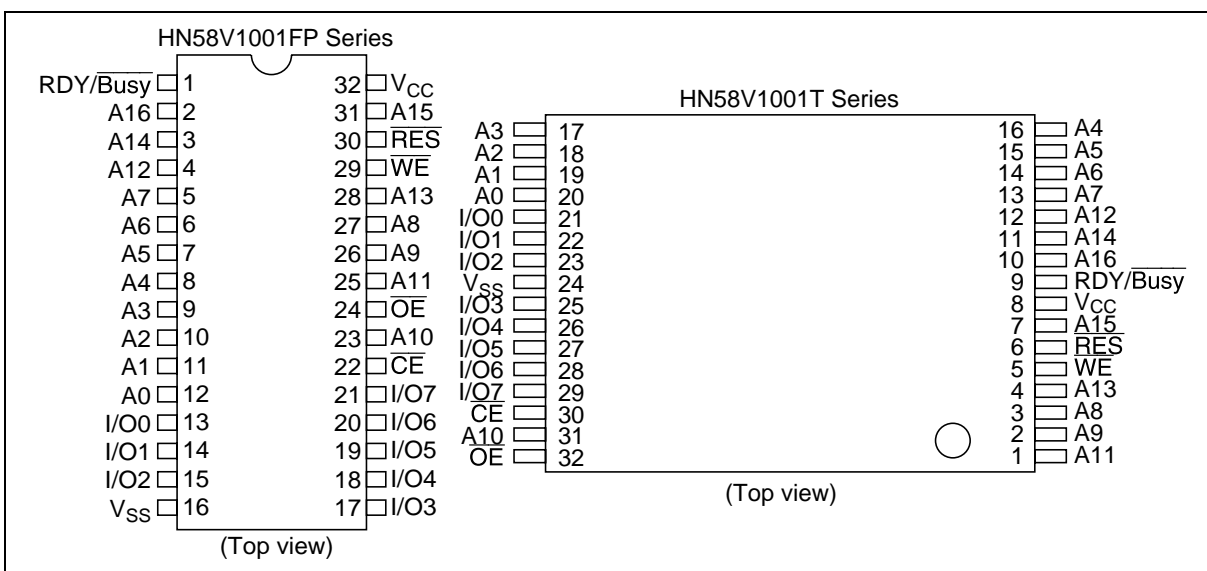 HN58V1001FP Series
RDY/Busy 1 32 VCC
A16 2 31 A15
A14 3 30 RES
A12 4 29 WE
A7 5 28 A13
A6 6 27 A8
A5 7 26 A9
A4 8 25 A11
A3 9 24 OE
A2 10 23 A10
A1 11 22 CE
A0 12 21 I/O7
I/O0 13 20 I/O6
I/O1 14 19 I/O5
I/O2 15 18 I/O4
VSS 16 17 I/O3
(Top view)
HN58V1001T Series
A3 17 16 A4
A2 18 15 A5
A1 19 14 A6
A0 20 13 A7
I/O0 21 12 A12
I/O1 22 11 A14
I/O2 23 10 A16
VSS 24 9 RDY/Busy
I/O3 25 8 VCC
I/O4 26 7 A15
I/O5 27 6 RES
I/O6 28 5 WE
I/O7 29 4 A13
CE 30 3 A8
A10 31 2 A9
OE 32 1 A11
(Top view)